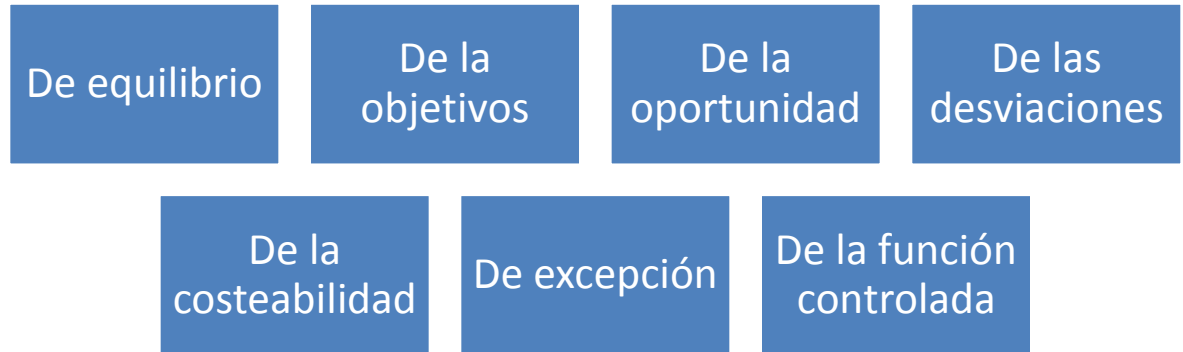 De equilibrio
De la
objetivos
De la
oportunidad
De las
desviaciones
De la
costeabilidad
De excepción
De la función
controlada